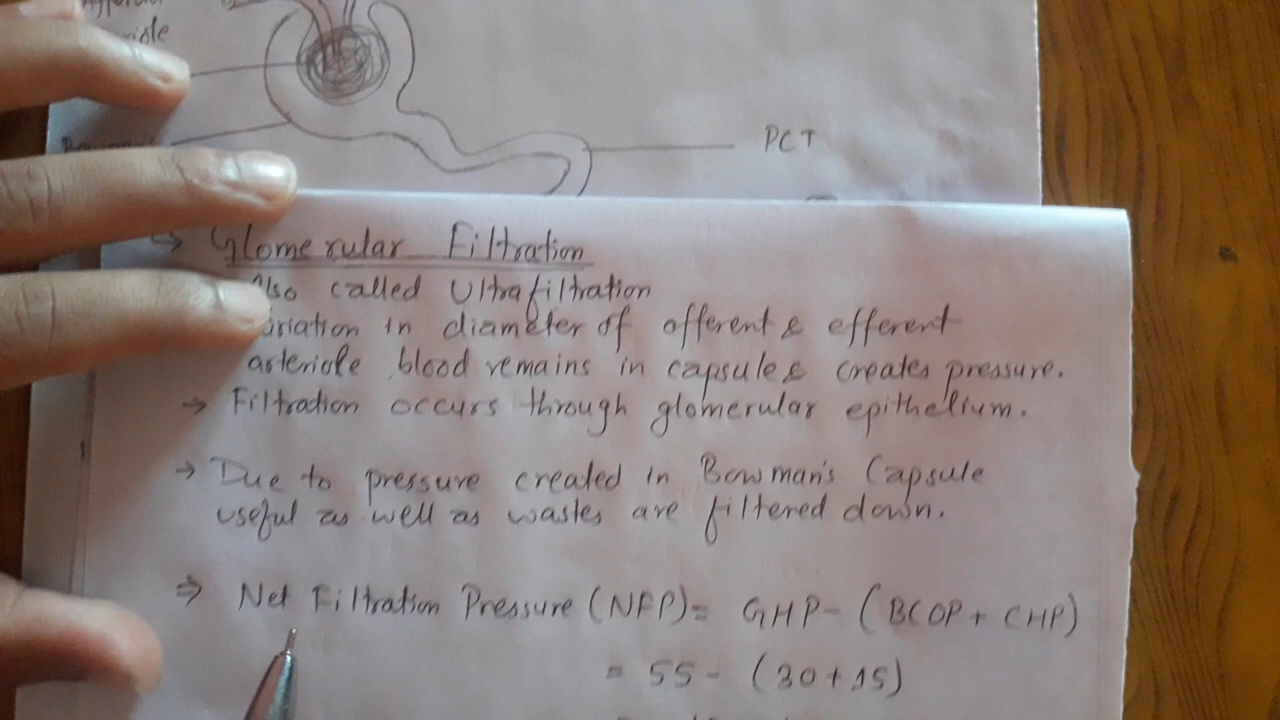 PCT
→ Glomerular Filtration
Also called Ultrafiltration
in diameter of afferent & efferent
arteriole blood remains in capsule & creates pressure.
→ Filtration occurs through glomerular epithelium.
→ Due to pressure created in Bowman's Capsule
useful as well as wastes are filtered down.
⇒ Net Filtration Pressure (NFP) = GHP - (BCOP + CHP)
= 55 - (30 + 15)